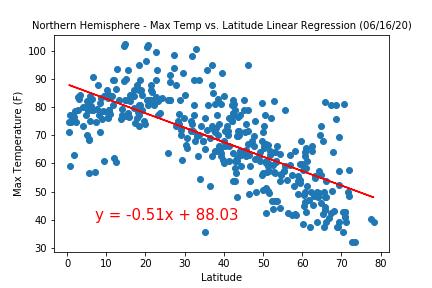 Northern Hemisphere - Max Temp vs. Latitude Linear Regression (06/16/20)
Max Temperature (F)
100
90
80
70
60
50
40
30
y = -0.51x + 88.03
0 10 20 30 40 50 60 70 80
Latitude